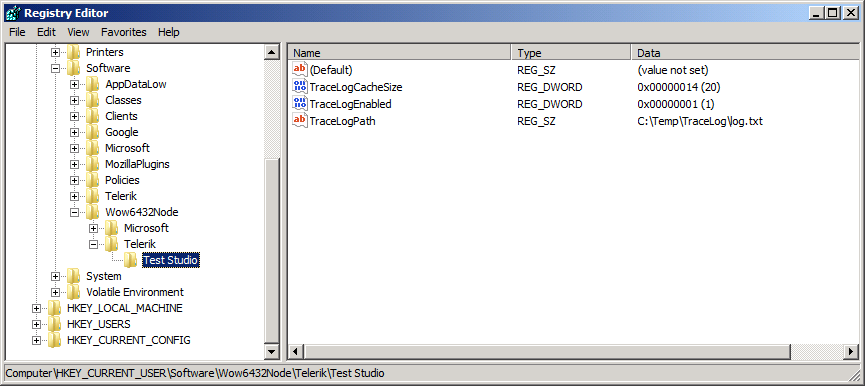 Registry Editor
File Edit View Favorites Help
Printers
Software
AppDataLow
Classes
Clients
Google
Microsoft
MozillaPlugins
Policies
Telerik
Wow6432Node
Microsoft
Telerik
Test Studio
System
Volatile Environment
HKEY_LOCAL_MACHINE
HKEY_USERS
HKEY_CURRENT_CONFIG
Name Type Data
ab (Default) REG_SZ (value not set)
TraceLogCacheSize REG_DWORD 0x00000014 (20)
TraceLogEnabled REG_DWORD 0x00000001 (1)
ab TraceLogPath REG_SZ C:\Temp\TraceLog\log.txt
Computer\HKEY_CURRENT_USER\Software\Wow6432Node\Telerik\Test Studio